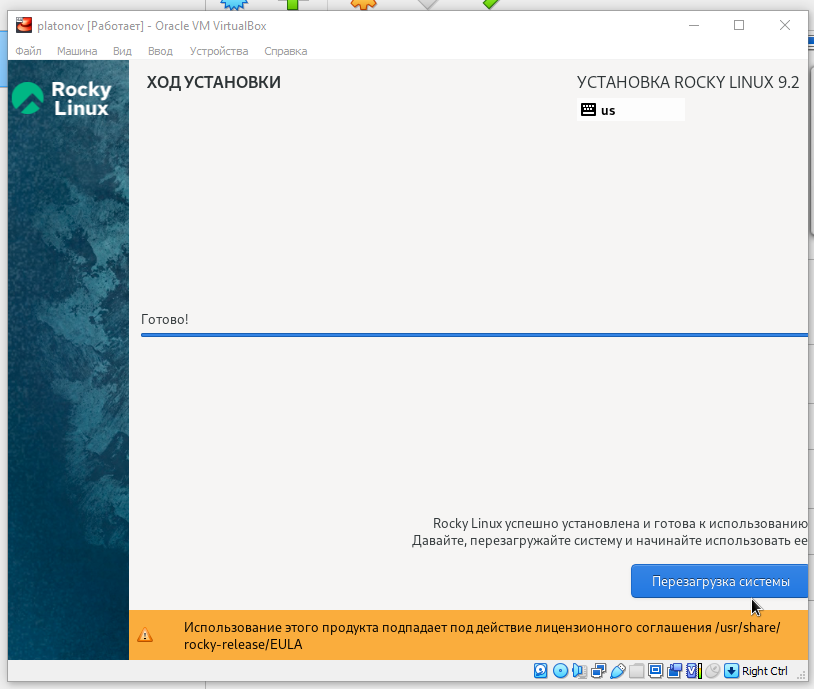 platonov [Работает] - Oracle VM VirtualBox
Файл Машина Вид Ввод Устройства Справка
Rocky
Linux
ХОД УСТАНОВКИ
УСТАНОВКА ROCKY LINUX 9.2
us
Готово!
Rocky Linux успешно установлена и готова к использованию
Давайте, перезагружайте систему и начинайте использовать ее
Перезагрузка системы
Использование этого продукта подпадает под действие лицензионного соглашения /usr/share/
rocky-release/EULA
Right Ctrl